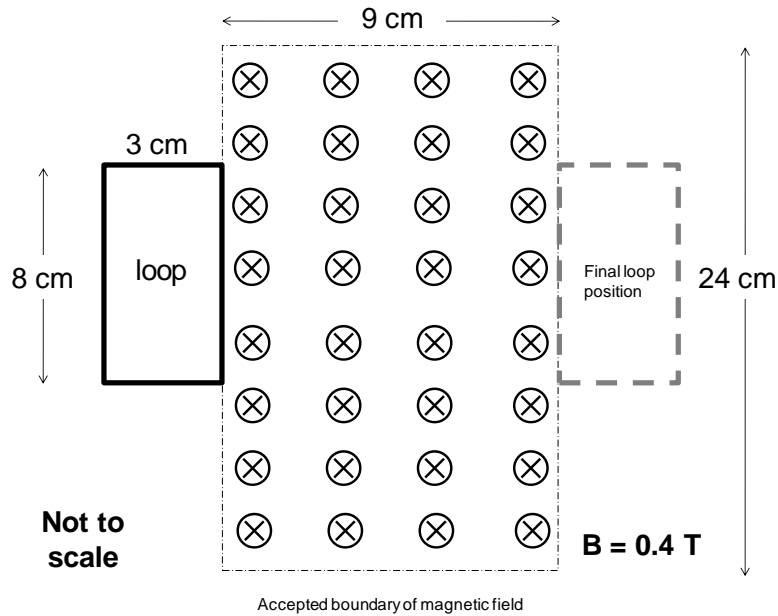 9 cm
3 cm
8 cm
loop
Final loop
position
24 cm
Not to
scale
B = 0.4 T
Accepted boundary of magnetic field